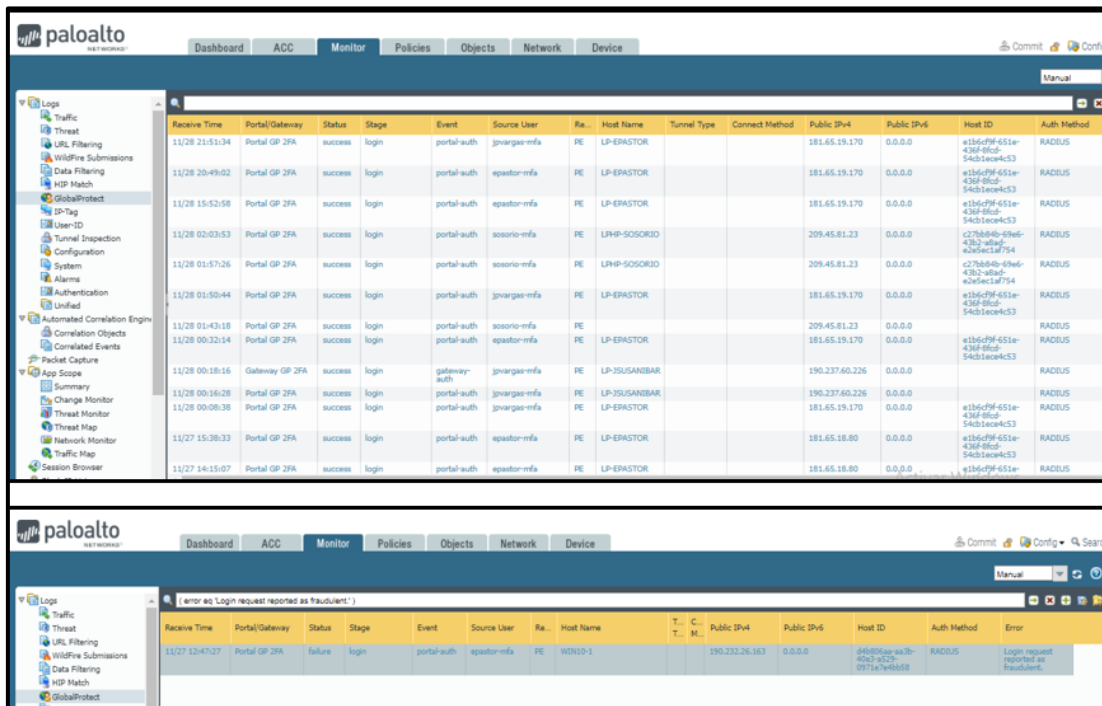 paloalto
NETWORKS
Dashboard ACC Monitor Policies Objects Network Device
Commit
Manual
Logs
Traffic
Threat
URL Filtering
WildFire Submissions
Data Filtering
HIP Match
GlobalProtect
IP-Tag
User-ID
Tunnel Inspection
Configuration
System
Alarms
Authentication
Unified
Automated Correlation Engine
Correlation Objects
Correlated Events
Packet Capture
App Scope
Summary
Change Monitor
Threat Monitor
Threat Map
Network Monitor
Traffic Map
Session Browser
Receive Time Portal/Gateway Status Stage Event Source User Re... Host Name Tunnel Type Connect Method Public IPv4 Public IPv6 Host ID Auth Method
11/28 21:51:34 Portal GP 2FA success login portal-auth jpvargas-mfa PE LP-EPASTOR 181.65.19.170 0.0.0.0 e1b6cf9f-651e-436f-8fcd-54cb1ece4c53 RADIUS
11/28 20:49:02 Portal GP 2FA success login portal-auth epastor-mfa PE LP-EPASTOR 181.65.19.170 0.0.0.0 e1b6cf9f-651e-436f-8fcd-54cb1ece4c53 RADIUS
11/28 15:52:58 Portal GP 2FA success login portal-auth epastor-mfa PE LP-EPASTOR 181.65.19.170 0.0.0.0 e1b6cf9f-651e-436f-8fcd-54cb1ece4c53 RADIUS
11/28 02:03:53 Portal GP 2FA success login portal-auth sosorio-mfa PE LPHP-SOSORIO 209.45.81.23 0.0.0.0 c27bb84b-69e6-43b2-a8ad-e2e5ec1af754 RADIUS
11/28 01:57:26 Portal GP 2FA success login portal-auth sosorio-mfa PE LPHP-SOSORIO 209.45.81.23 0.0.0.0 c27bb84b-69e6-43b2-a8ad-e2e5ec1af754 RADIUS
11/28 01:50:44 Portal GP 2FA success login portal-auth jpvargas-mfa PE LP-EPASTOR 181.65.19.170 0.0.0.0 e1b6cf9f-651e-436f-8fcd-54cb1ece4c53 RADIUS
11/28 01:43:18 Portal GP 2FA success login portal-auth sosorio-mfa PE 209.45.81.23 0.0.0.0 RADIUS
11/28 00:32:14 Portal GP 2FA success login portal-auth epastor-mfa PE LP-EPASTOR 181.65.19.170 0.0.0.0 e1b6cf9f-651e-436f-8fcd-54cb1ece4c53 RADIUS
11/28 00:18:16 Gateway GP 2FA success login gateway-auth jpvargas-mfa PE LP-JSUSANIBAR 190.237.60.226 0.0.0.0 RADIUS
11/28 00:16:28 Portal GP 2FA success login portal-auth jpvargas-mfa PE LP-JSUSANIBAR 190.237.60.226 0.0.0.0 RADIUS
11/28 00:08:38 Portal GP 2FA success login portal-auth jpvargas-mfa PE LP-EPASTOR 181.65.19.170 0.0.0.0 e1b6cf9f-651e-436f-8fcd-54cb1ece4c53 RADIUS
11/27 15:38:33 Portal GP 2FA success login portal-auth epastor-mfa PE LP-EPASTOR 181.65.18.80 0.0.0.0 e1b6cf9f-651e-436f-8fcd-54cb1ece4c53 RADIUS
11/27 14:15:07 Portal GP 2FA success login portal-auth epastor-mfa PE LP-EPASTOR 181.65.18.80 0.0.0.0 e1b6cf9f-651e- RADIUS
paloalto
NETWORKS
Dashboard ACC Monitor Policies Objects Network Device
Commit Config
Manual
Logs
Traffic
Threat
URL Filtering
WildFire Submissions
Data Filtering
HIP Match
GlobalProtect
( error eq 'Login request reported as fraudulent.' )
Receive Time Portal/Gateway Status Stage Event Source User Re... Host Name T... T... C... M... Public IPv4 Public IPv6 Host ID Auth Method Error
11/27 12:47:27 Portal GP 2FA failure login portal-auth epastor-mfa PE WIN10-1 190.232.26.163 0.0.0.0 d4b806aa-aa3b-40e3-a529-0971a7e4bb58 RADIUS Login request reported as fraudulent.